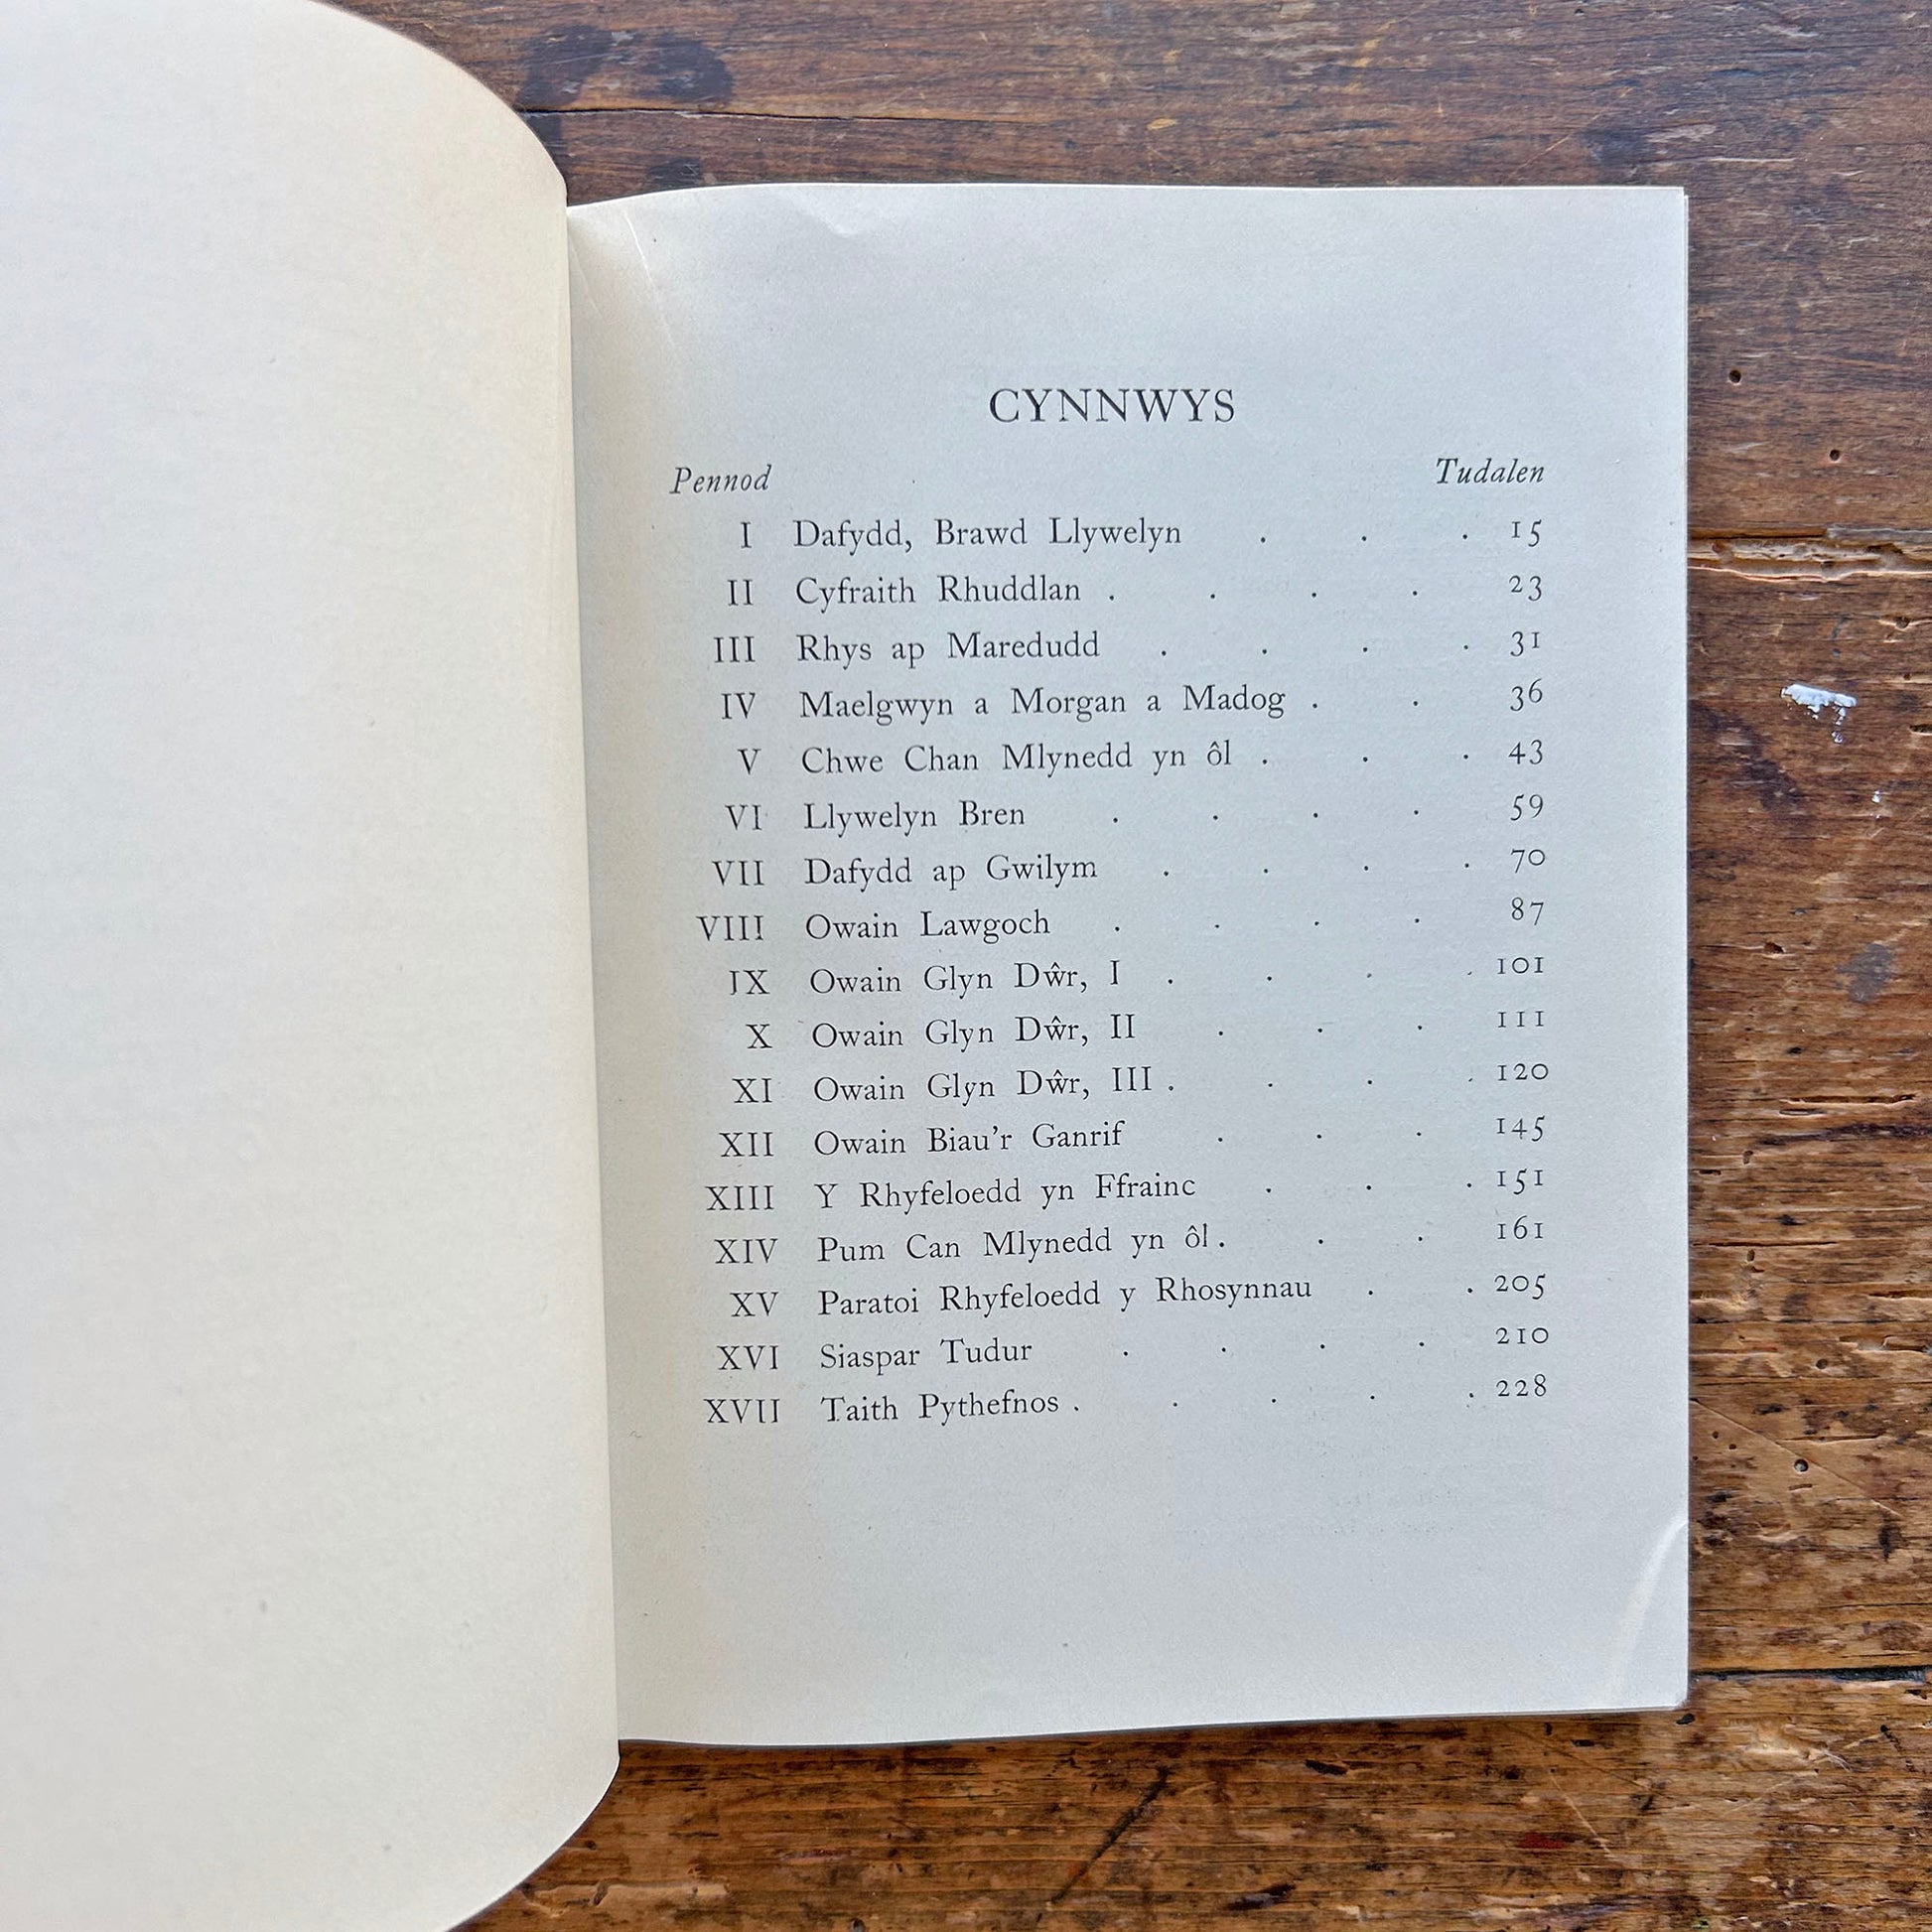 CYNNWYS
Pennod Tudalen
I Dafydd, Brawd Llywelyn . . . 15
II Cyfraith Rhuddlan . . . . 23
III Rhys ap Maredudd . . . . 31
IV Maelgwyn a Morgan a Madog . . 36
V Chwe Chan Mlynedd yn ôl . . . 43
VI Llywelyn Bren . . . . 59
VII Dafydd ap Gwilym . . . . 70
VIII Owain Lawgoch . . . . 87
IX Owain Glyn Dŵr, I . . . . 101
X Owain Glyn Dŵr, II . . . 111
XI Owain Glyn Dŵr, III . . . . 120
XII Owain Biau'r Ganrif . . . 145
XIII Y Rhyfeloedd yn Ffrainc . . . 151
XIV Pum Can Mlynedd yn ôl . . . 161
XV Paratoi Rhyfeloedd y Rhosynnau . . 205
XVI Siaspar Tudur . . . . 210
XVII Taith Pythefnos . . . . . 228